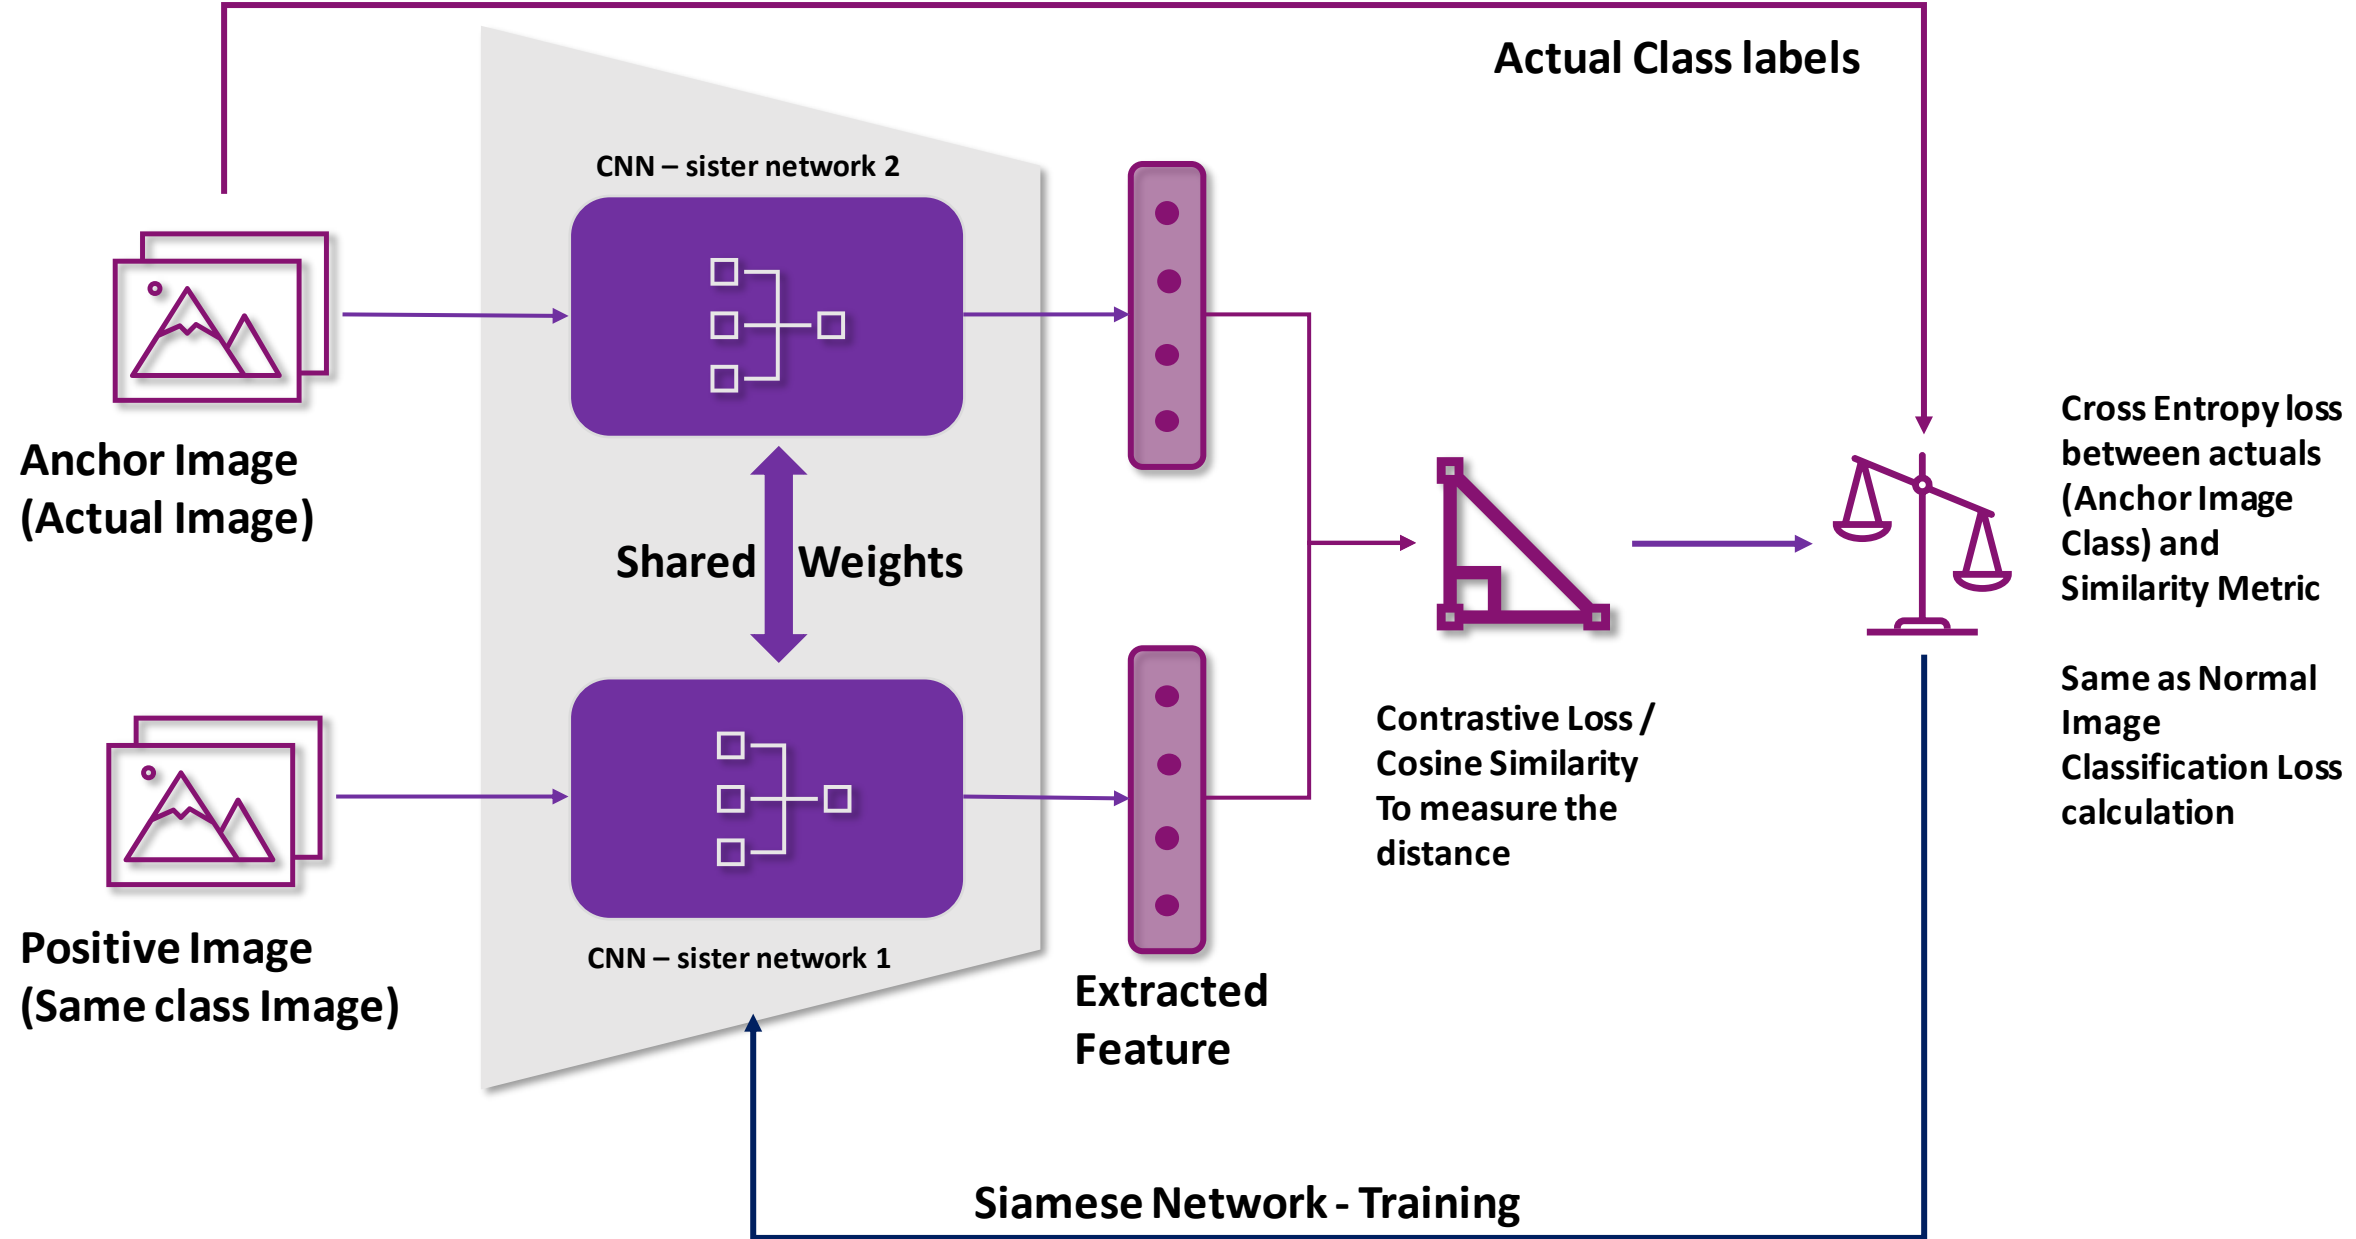 Actual Class labels
CNN – sister network 2
Anchor Image
(Actual Image)
Shared Weights
Cross Entropy loss
between actuals
(Anchor Image
Class) and
Similarity Metric
Same as Normal
Image
Classification Loss
calculation
Contrastive Loss /
Cosine Similarity
To measure the
distance
Positive Image
(Same class Image)
CNN – sister network 1
Extracted
Feature
Siamese Network - Training